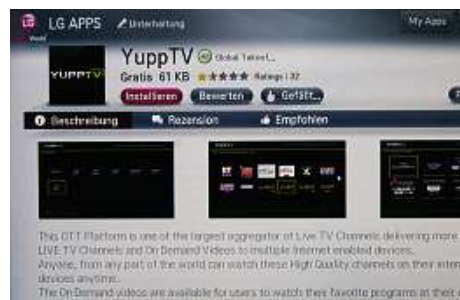 LG APPS Unterhaltung My Apps
World
YUPPTV
YuppTV Global Takeof...
Gratis 61 KB Ratings : 32
Installieren Bewerten Gefällt...
Beschreibung Rezension Empfohlen
This OTT Platform is one of the largest aggregator of Live TV Channels delivering more
LIVE TV Channels and On Demand Videos to multiple Internet enabled devices.
Anyone, from any part of the world can watch these High Quality channels on their inter
devices anytime.
The On Demand videos are available for users to watch their favorite programs at their